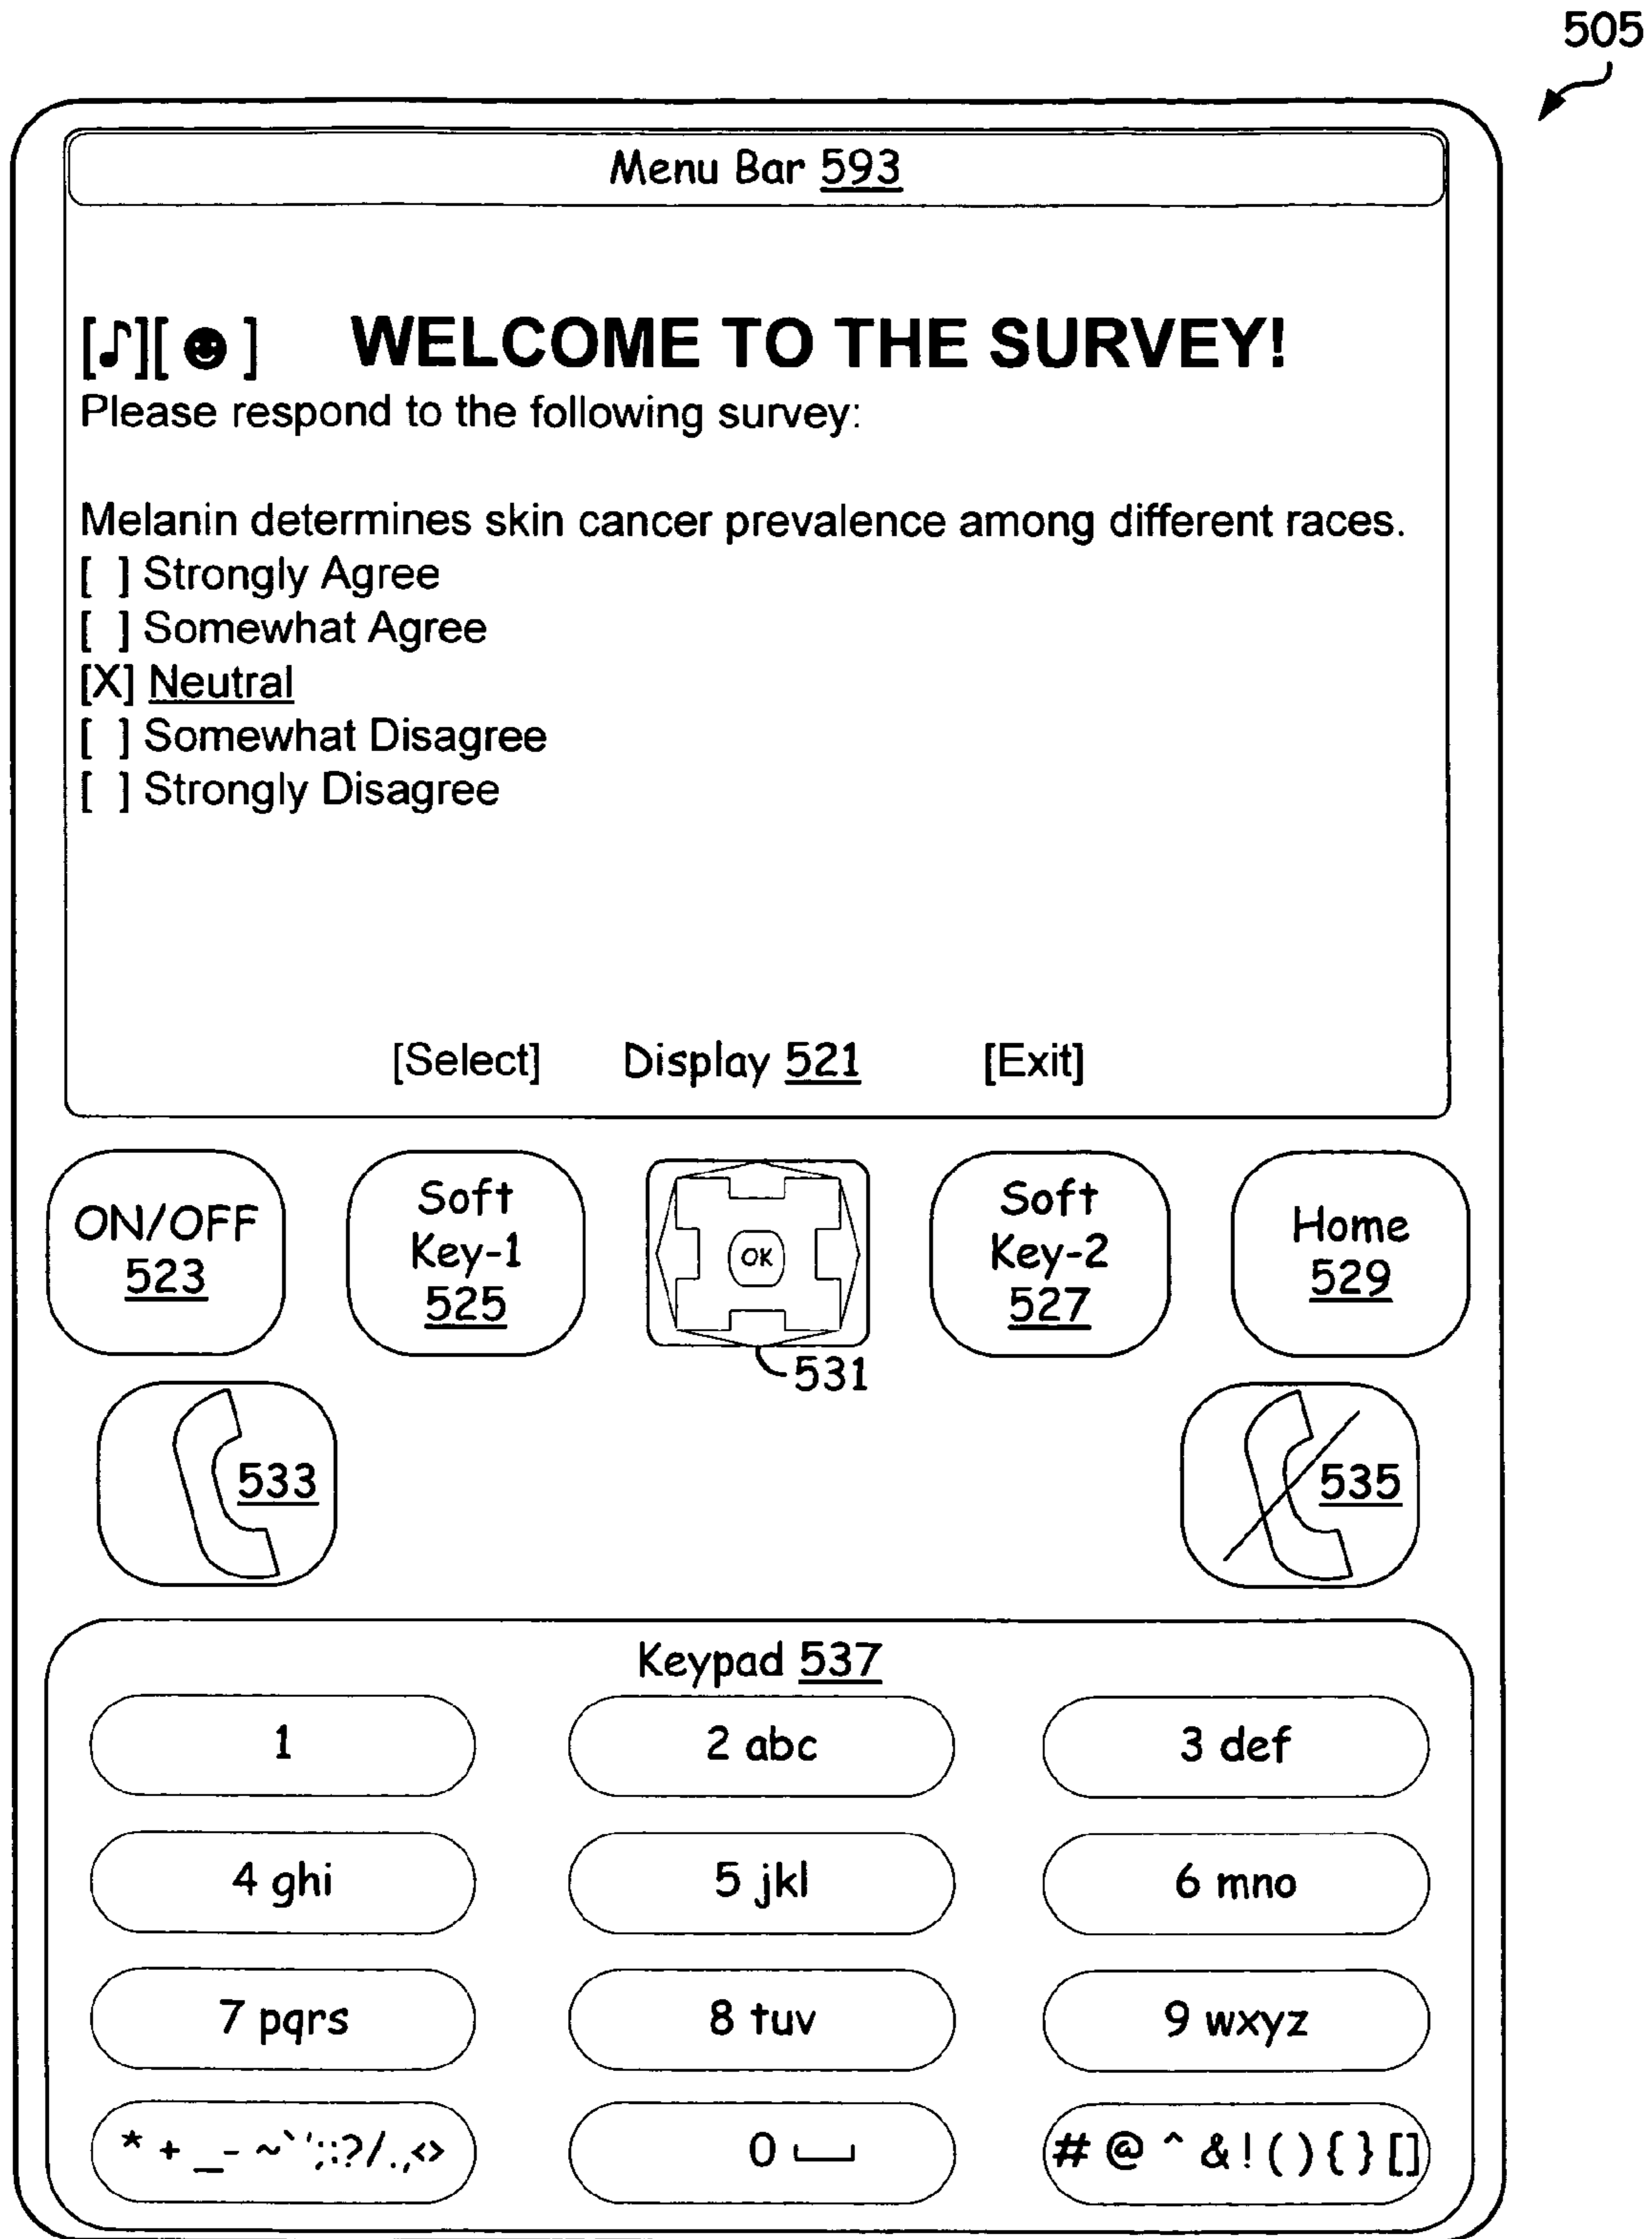 505
Menu Bar 593
[♪][☻] WELCOME TO THE SURVEY!
Please respond to the following survey:
Melanin determines skin cancer prevalence among different races.
[ ] Strongly Agree
[ ] Somewhat Agree
[X] Neutral
[ ] Somewhat Disagree
[ ] Strongly Disagree
[Select] Display 521 [Exit]
ON/OFF
523
Soft
Key-1
525
OK
531
Soft
Key-2
527
Home
529
533
535
Keypad 537
1
2 abc
3 def
4 ghi
5 jkl
6 mno
7 pqrs
8 tuv
9 wxyz
* + _- ~`';:?/.,<>
0 ⎵
# @ ^ & ! ( ) { } []